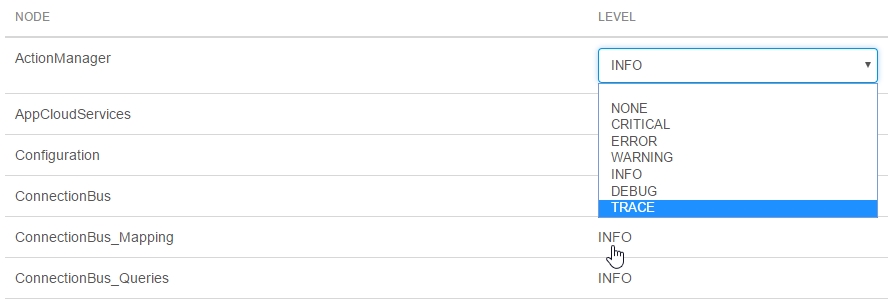 NODE LEVEL
ActionManager INFO
NONE
AppCloudServices CRITICAL
ERROR
Configuration WARNING
INFO
ConnectionBus DEBUG
TRACE
ConnectionBus_Mapping INFO
ConnectionBus_Queries INFO